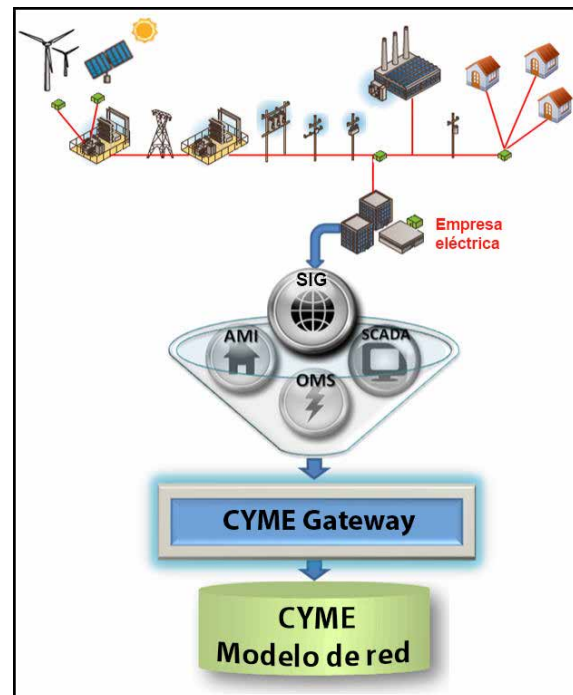 Empresa
eléctrica
SIG
AMI
SCADA
OMS
CYME Gateway
CYME
Modelo de red